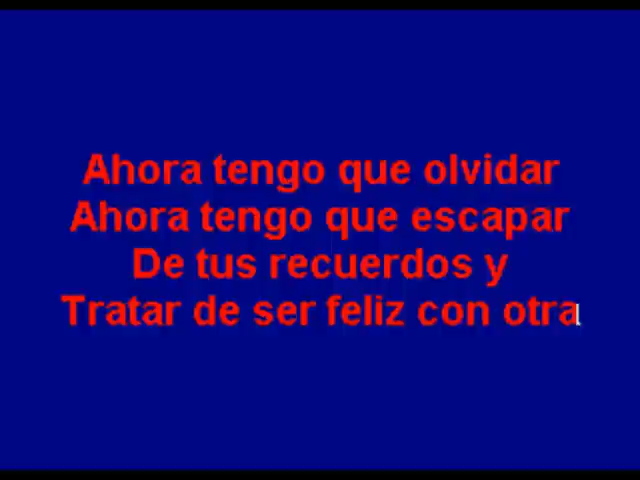 Ahora tengo que olvidar
Ahora tengo que escapar
De tus recuerdos y
Tratar de ser feliz con otra